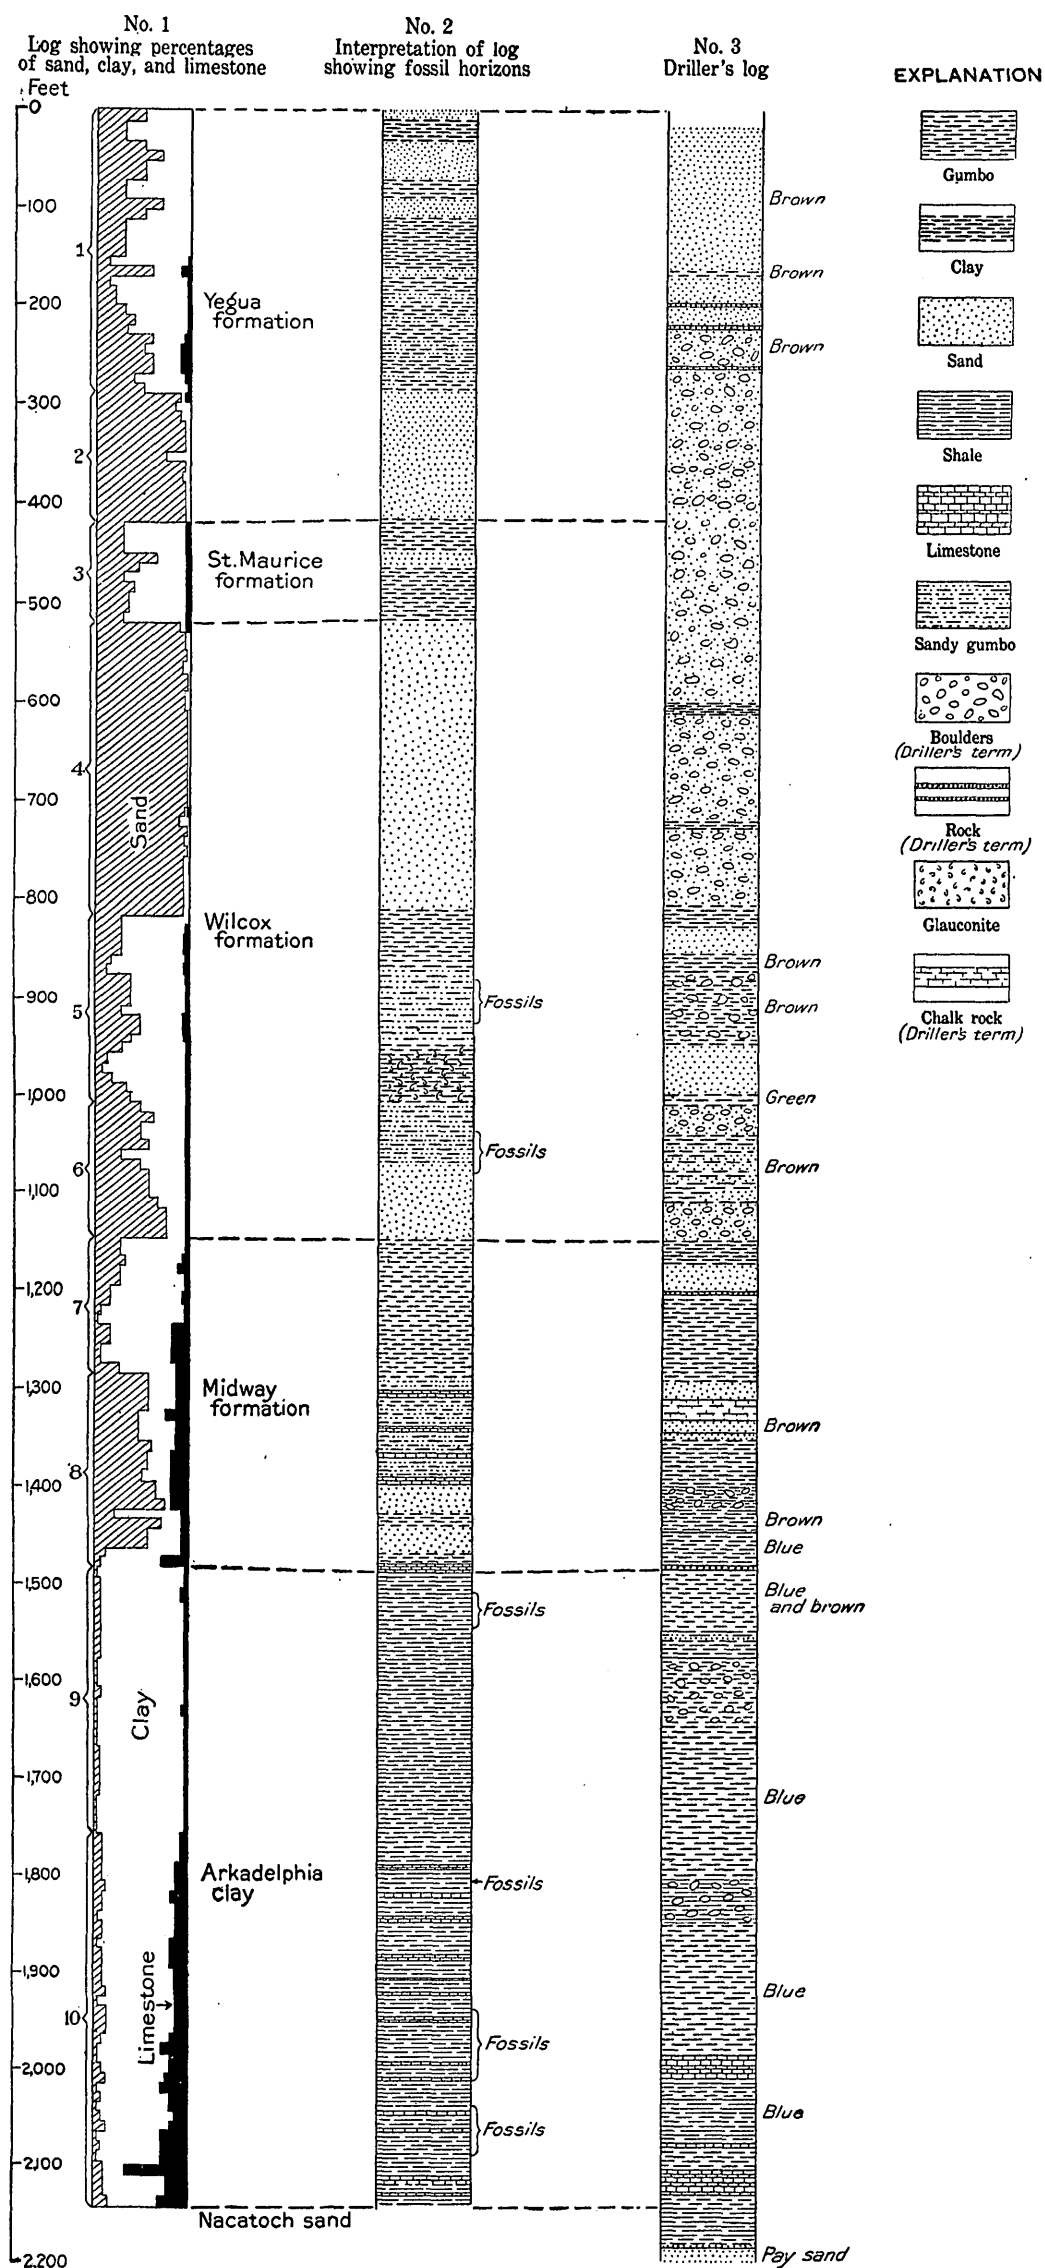 No. 1
Log showing percentages
of sand, clay, and limestone
Feet
0
100
200
300
400
500
600
700
800
900
1,000
1,100
1,200
1,300
1,400
1,500
1,600
1,700
1,800
1,900
2,000
2,100
2,200
1
2
3
4
5
6
7
8
9
10
Sand
Clay
Limestone
Yegua
formation
St. Maurice
formation
Wilcox
formation
Midway
formation
Arkadelphia
clay
Nacatoch sand
No. 2
Interpretation of log
showing fossil horizons
Fossils
Fossils
Fossils
Fossils
Fossils
Fossils
No. 3
Driller's log
Brown
Brown
Brown
Brown
Brown
Green
Brown
Brown
Brown
Blue
Blue
and brown
Blue
Blue
Blue
Pay sand
EXPLANATION
Gumbo
Clay
Sand
Shale
Limestone
Sandy gumbo
Boulders
(Driller's term)
Rock
(Driller's term)
Glauconite
Chalk rock
(Driller's term)